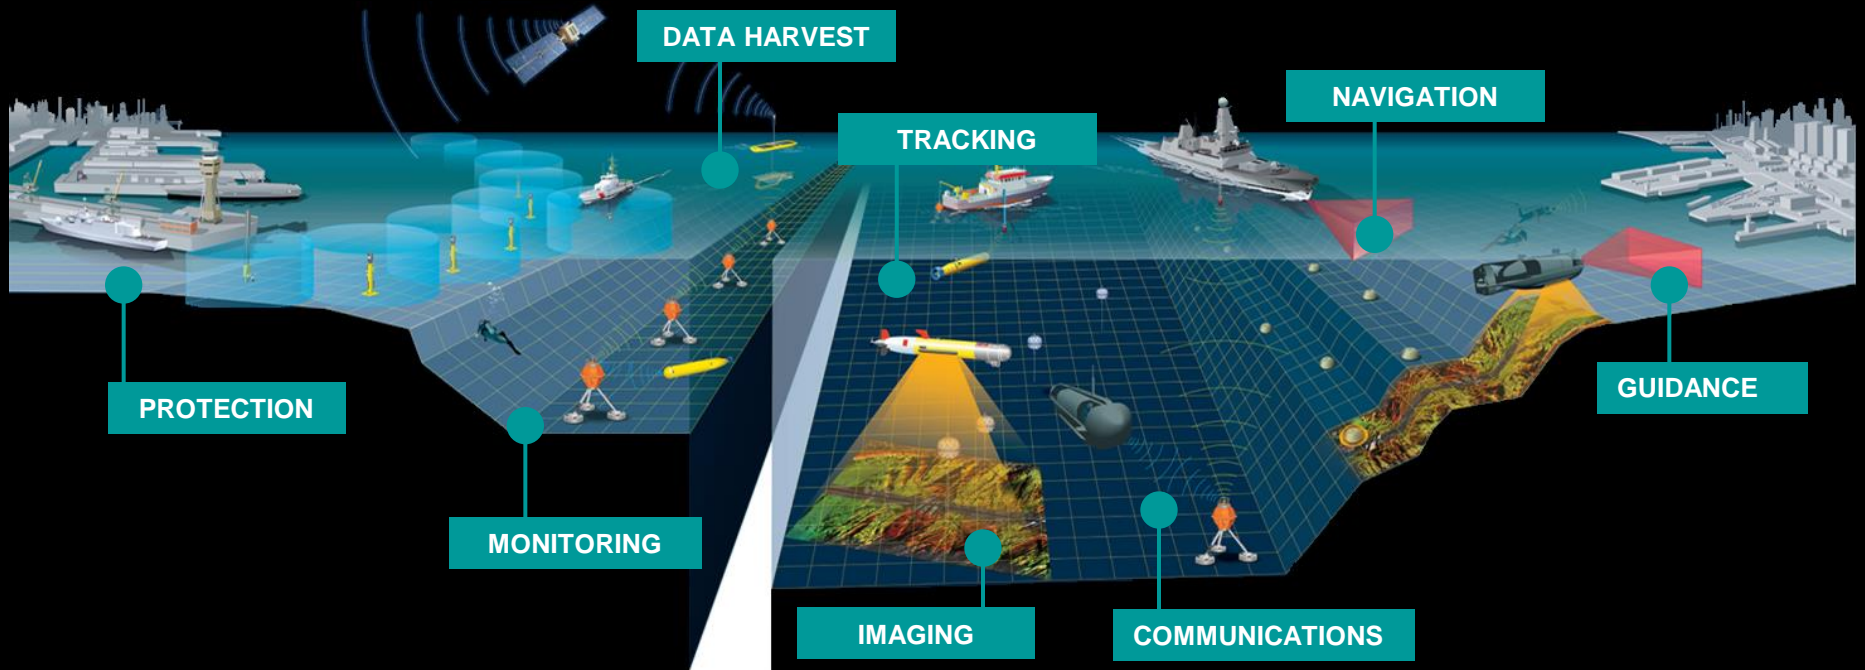 DATA HARVEST
NAVIGATION
TRACKING
PROTECTION
GUIDANCE
MONITORING
IMAGING
COMMUNICATIONS